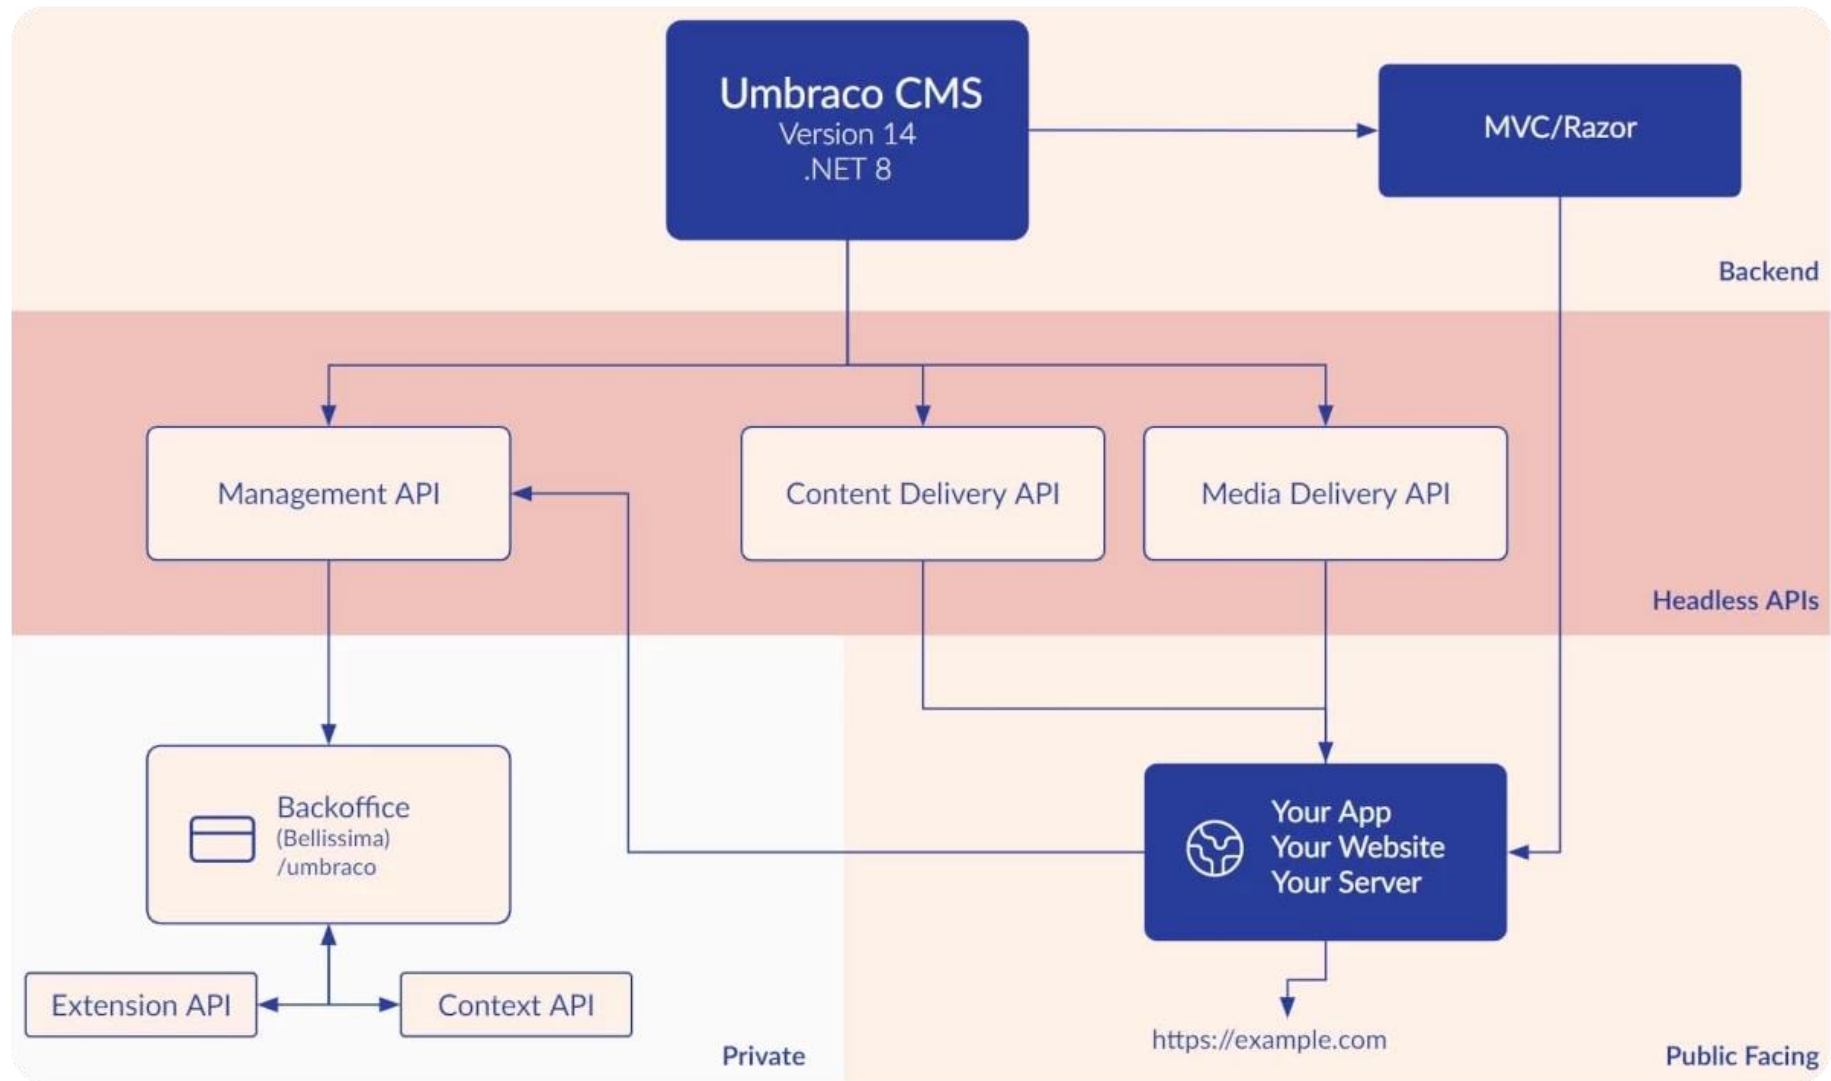 Umbraco CMS
Version 14
.NET 8
MVC/Razor
Backend
Management API
Content Delivery API
Media Delivery API
Headless APIs
Backoffice
(Bellissima)
/umbraco
Your App
Your Website
Your Server
Extension API
Context API
https://example.com
Private
Public Facing